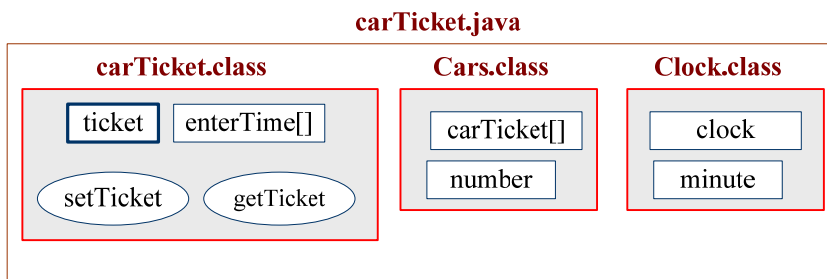 carTicket.java
carTicket.class
Cars.class
Clock.class
ticket
enterTime[]
setTicket
getTicket
carTicket[]
number
clock
minute